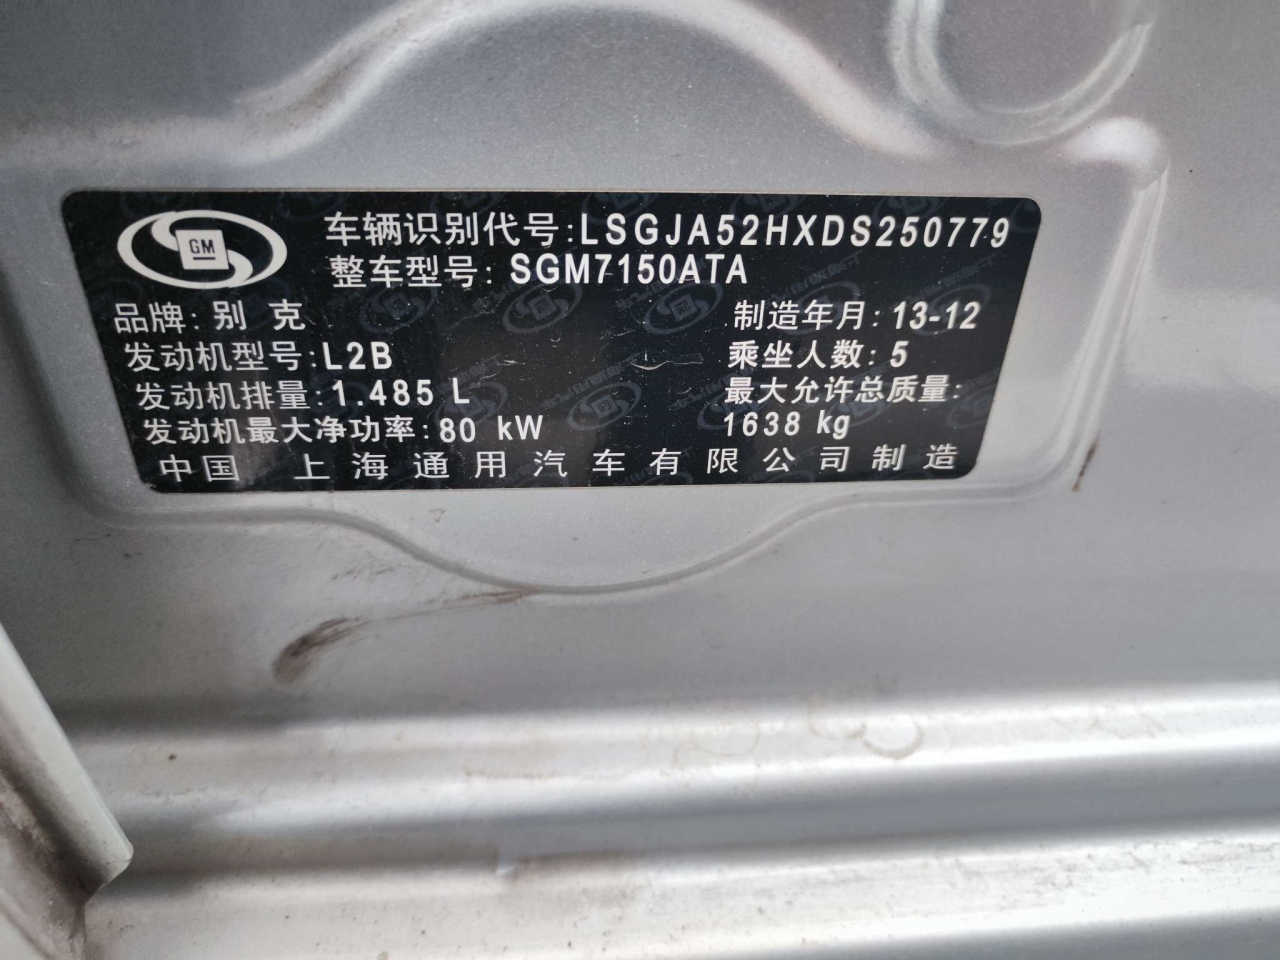 GM
车辆识别代号:LSGJA52HXDS250779
整车型号: SGM7150ATA
品牌: 别 克
制造年月: 13-12
发动机型号: L2B
乘坐人数: 5
发动机排量: 1.485 L
最大允许总质量:
1638 kg
发动机最大净功率: 80 kW
中国 上海通用汽车有限公司制造